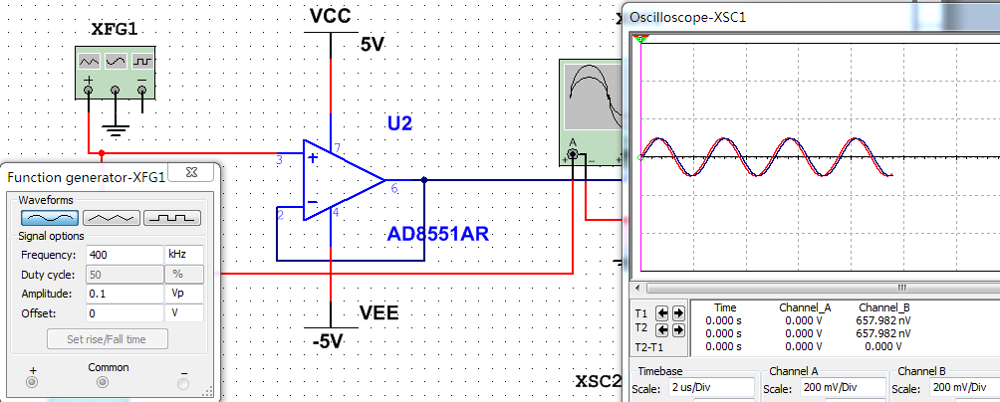 XFG1
VCC
5V
U2
3
7
+
2
−
4
6
AD8551AR
VEE
-5V
A
XSC2
Function generator-XFG1
Waveforms
Signal options
Frequency: 400 kHz
Duty cycle: 50 %
Amplitude: 0.1 Vp
Offset: 0 V
Set rise/Fall time
+ Common −
Oscilloscope-XSC1
Time Channel_A Channel_B
T1 0.000 s 0.000 V 657.982 nV
T2 0.000 s 0.000 V 657.982 nV
T2-T1 0.000 s 0.000 V 0.000 V
Timebase Channel A Channel B
Scale: 2 us/Div Scale: 200 mV/Div Scale: 200 mV/Div